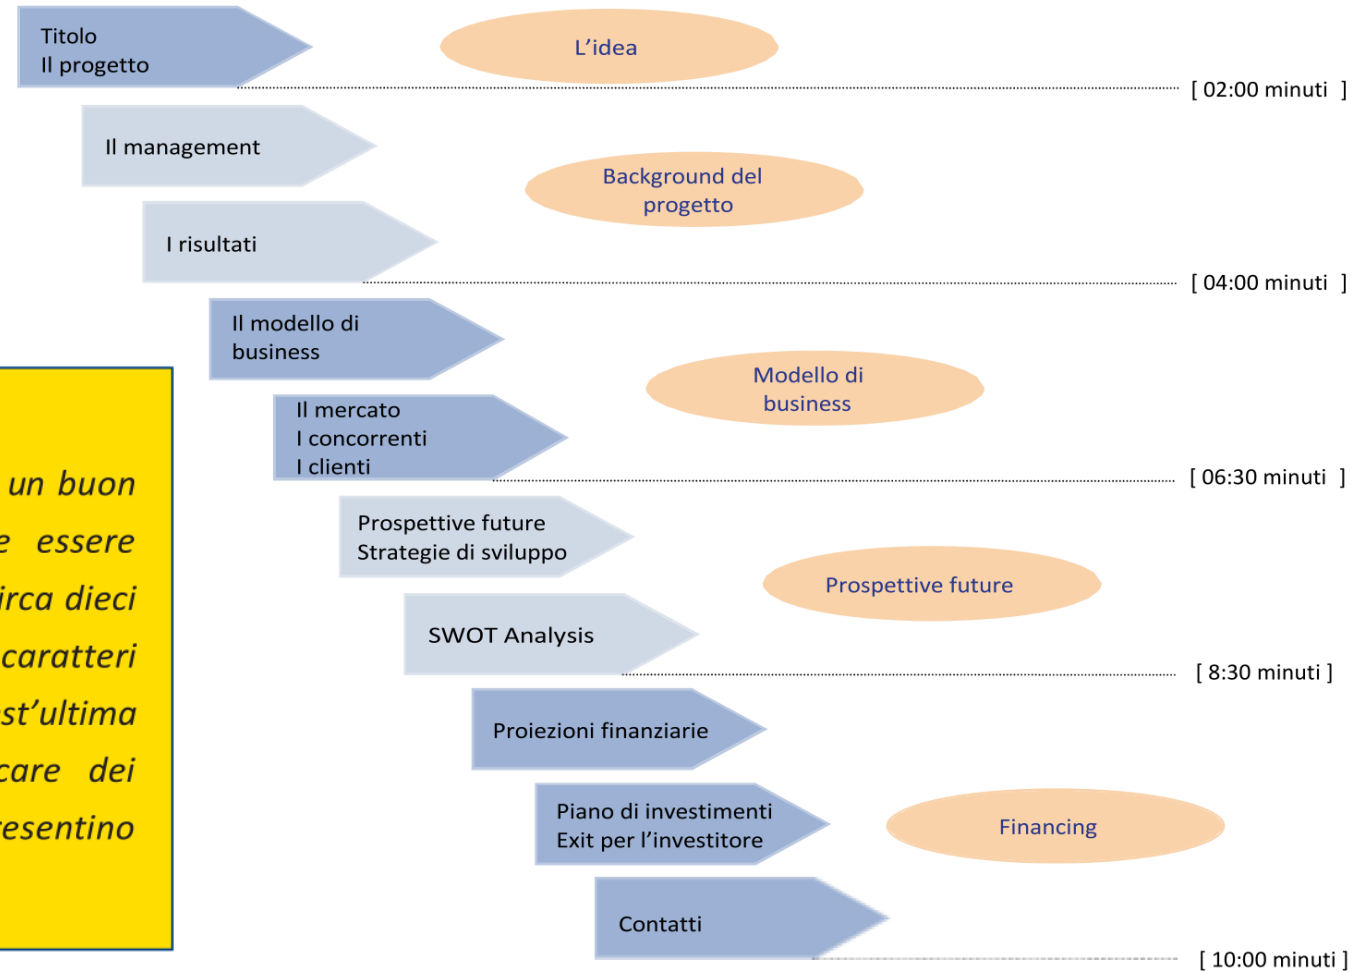 Titolo
Il progetto
L'idea
[ 02:00 minuti ]
Il management
Background del
progetto
I risultati
[ 04:00 minuti ]
Il modello di
business
Modello di
business
Il mercato
I concorrenti
I clienti
[ 06:30 minuti ]
un buon
essere
dieci
caratteri
st'ultima
dei
Prospettive future
Strategie di sviluppo
Prospettive future
SWOT Analysis
[ 8:30 minuti ]
Proiezioni finanziarie
Piano di investimenti
Exit per l'investitore
Financing
Contatti
[ 10:00 minuti ]